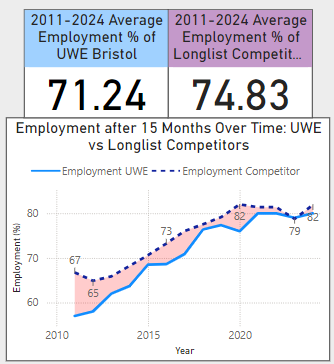 2011-2024 Average
Employment % of
UWE Bristol
2011-2024 Average
Employment % of
Longlist Competit...
71.24
74.83
Employment after 15 Months Over Time: UWE
vs Longlist Competitors
Employment UWE
Employment Competitor
Employment (%)
80
70
60
67
65
73
82
79
82
2010
2015
2020
Year